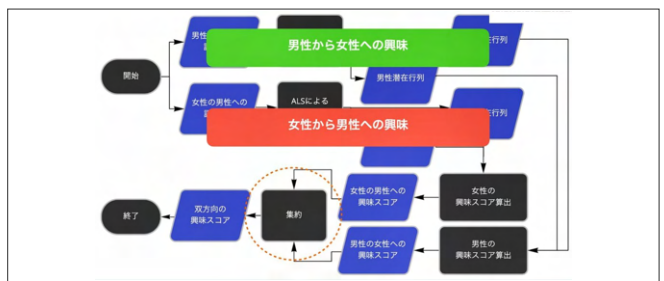 男性
男性から女性への興味
行列
開始
男性潜在行列
女性の男性への
ALSによる
女性から男性への興味
行列
終了
双方向の
興味スコア
集約
女性の男性への
興味スコア
女性の
興味スコア算出
男性の女性への
興味スコア
男性の
興味スコア算出